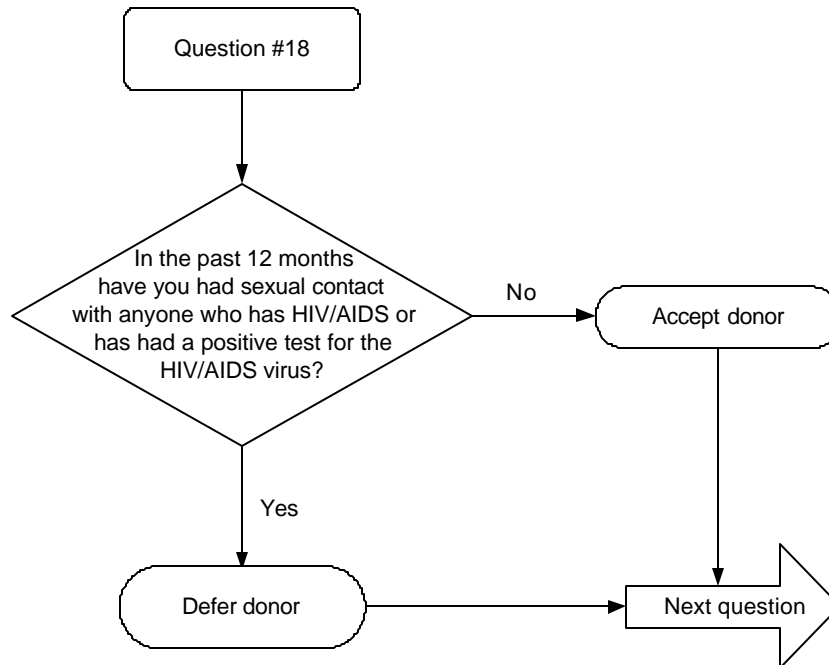 Question #18
In the past 12 months
have you had sexual contact
with anyone who has HIV/AIDS or
has had a positive test for the
HIV/AIDS virus?
No
Accept donor
Yes
Defer donor
Next question